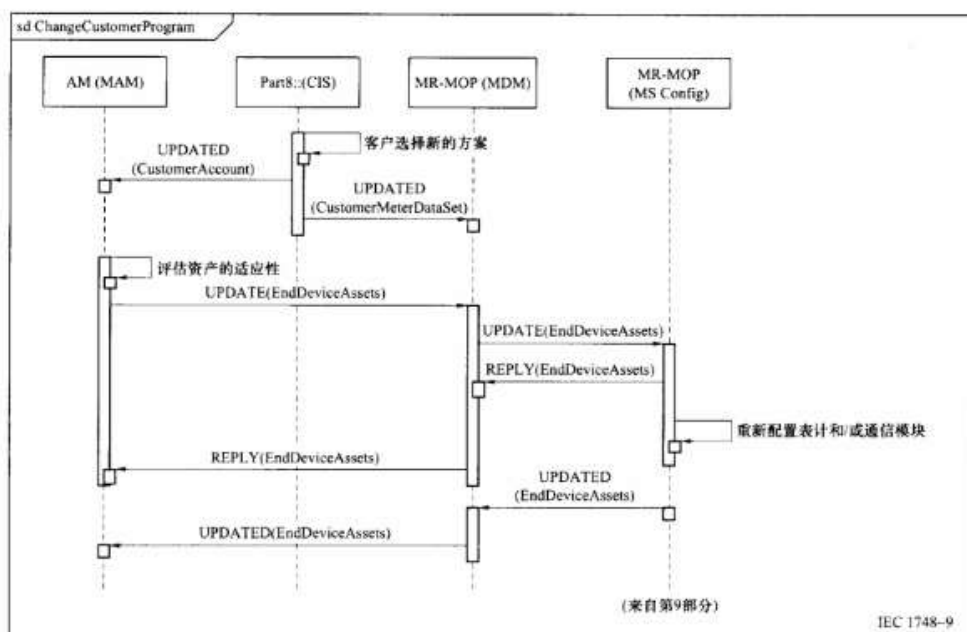 sd ChangeCustomerProgram
AM (MAM)
Part8::(CIS)
MR-MOP (MDM)
MR-MOP
(MS Config)
客户选择新的方案
UPDATED
(CustomerAccount)
UPDATED
(CustomerMeterDataSet)
评估资产的适应性
UPDATE(EndDeviceAssets)
UPDATE(EndDeviceAssets)
REPLY(EndDeviceAssets)
重新配置表计和/或通信模块
REPLY(EndDeviceAssets)
UPDATED
(EndDeviceAssets)
UPDATED(EndDeviceAssets)
(来自第9部分)
IEC 1748-9